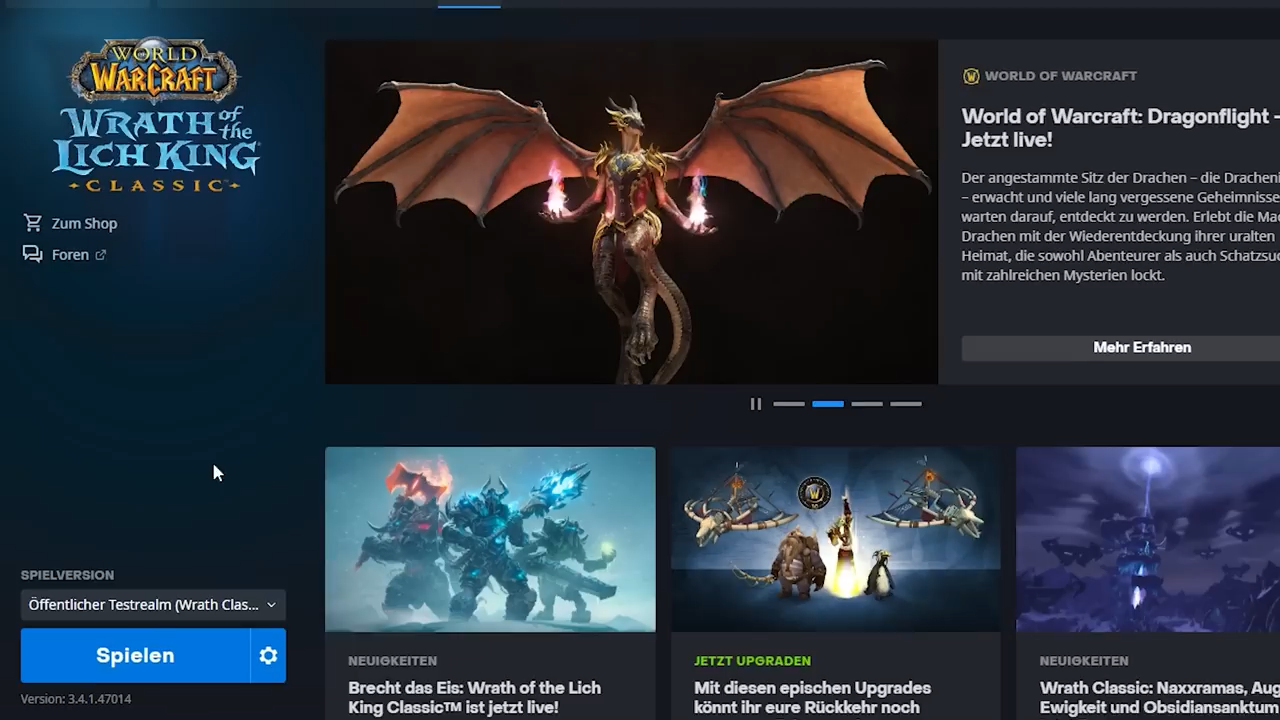 WORLD
WARCRAFT
WRATH of the
LICH KING
CLASSIC
Zum Shop
Foren
SPIELVERSION
Öffentlicher Testrealm (Wrath Clas...
Spielen
Version: 3.4.1.47014
WORLD OF WARCRAFT
World of Warcraft: Dragonflight -
Jetzt live!
Der angestammte Sitz der Drachen – die Dracheni
– erwacht und viele lang vergessene Geheimnisse
warten darauf, entdeckt zu werden. Erlebt die Ma
Drachen mit der Wiederentdeckung ihrer uralten
Heimat, die sowohl Abenteurer als auch Schatzsuc
mit zahlreichen Mysterien lockt.
Mehr Erfahren
NEUIGKEITEN
Brecht das Eis: Wrath of the Lich
King Classic™ ist jetzt live!
JETZT UPGRADEN
Mit diesen epischen Upgrades
könnt ihr eure Rückkehr noch
NEUIGKEITEN
Wrath Classic: Naxxramas, Aug
Ewigkeit und Obsidiansanktum